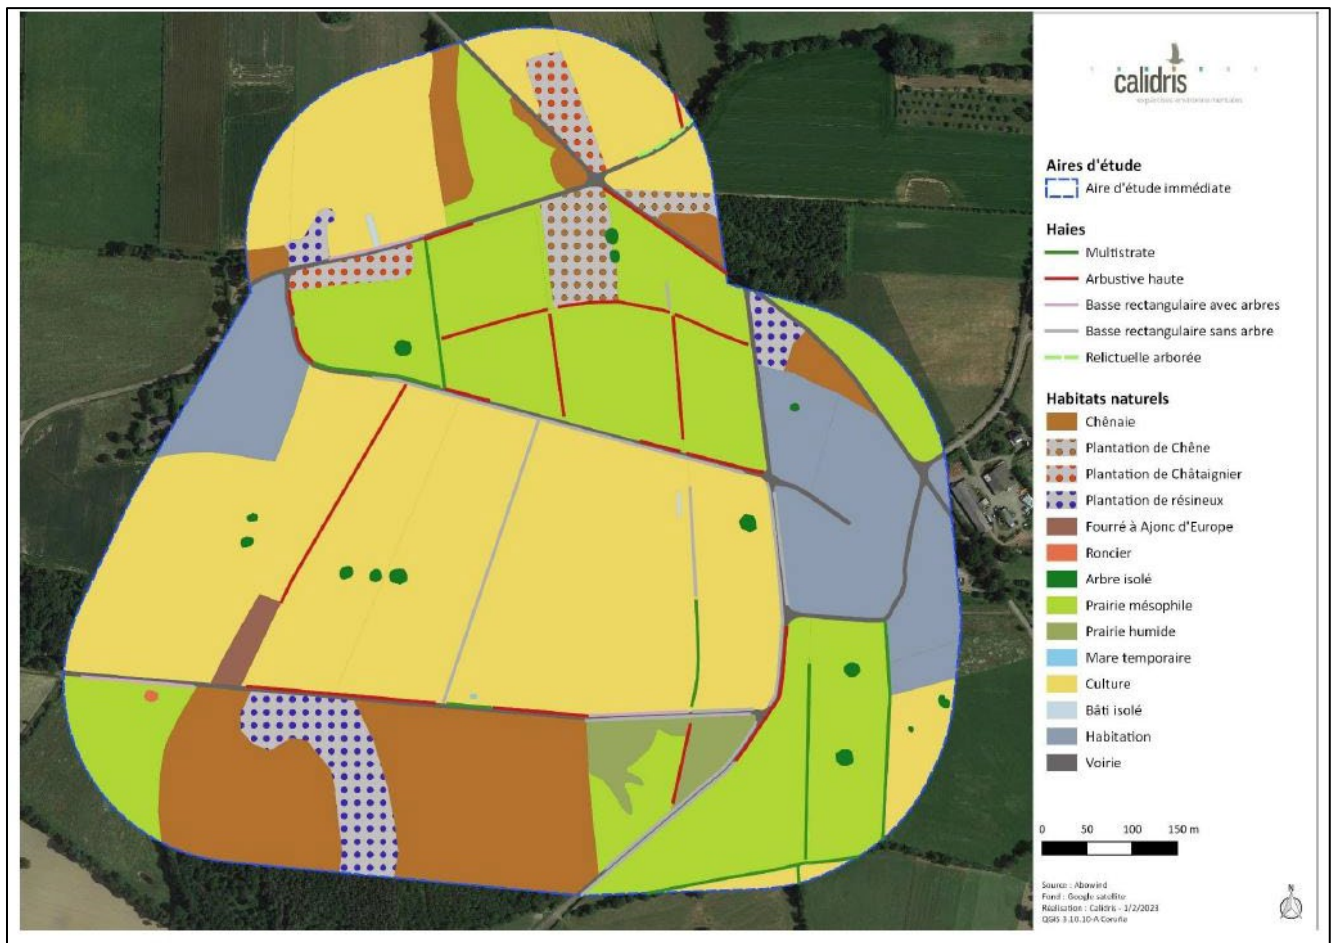 calidris
expertises environnementales
Aires d'étude
Aire d'étude immédiate
Haies
Multistrate
Arbustive haute
Basse rectangulaire avec arbres
Basse rectangulaire sans arbre
Relictuelle arborée
Habitats naturels
Chênaie
Plantation de Chêne
Plantation de Châtaignier
Plantation de résineux
Fourré à Ajonc d'Europe
Roncier
Arbre isolé
Prairie mésophile
Prairie humide
Mare temporaire
Culture
Bâti isolé
Habitation
Voirie
0 50 100 150 m
Source : Abowind
Fond : Google satellite
Réalisation : Calidris - 1/2/2023
QGIS 3.10.10-A Coruña
N